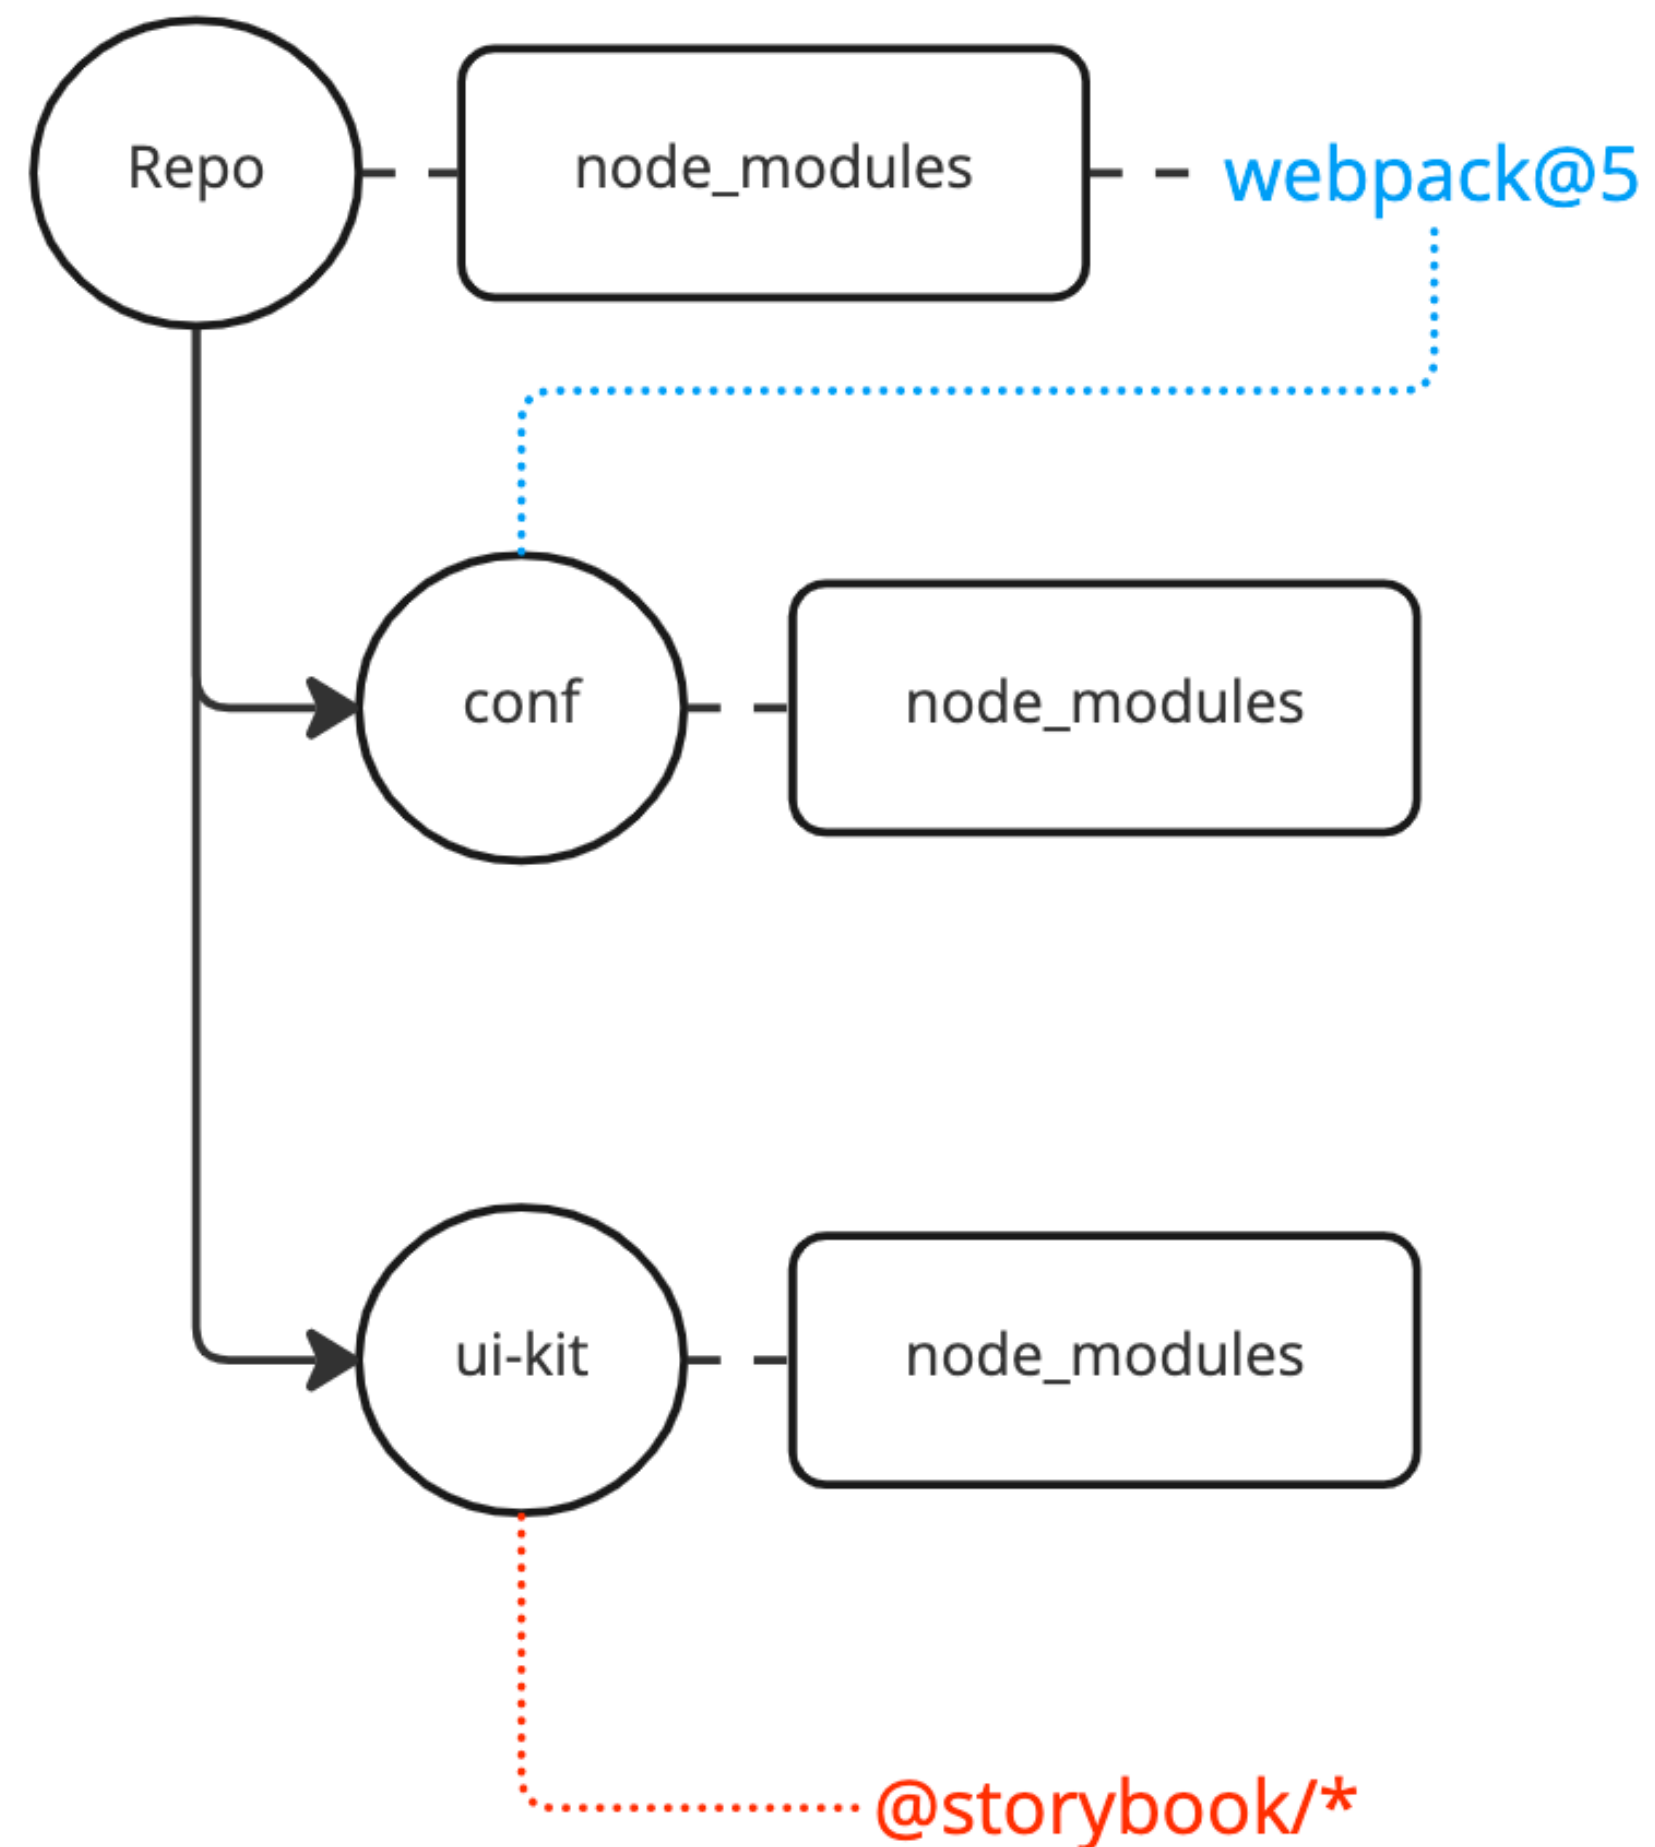 Repo
node_modules
webpack@5
conf
node_modules
ui-kit
node_modules
@storybook/*